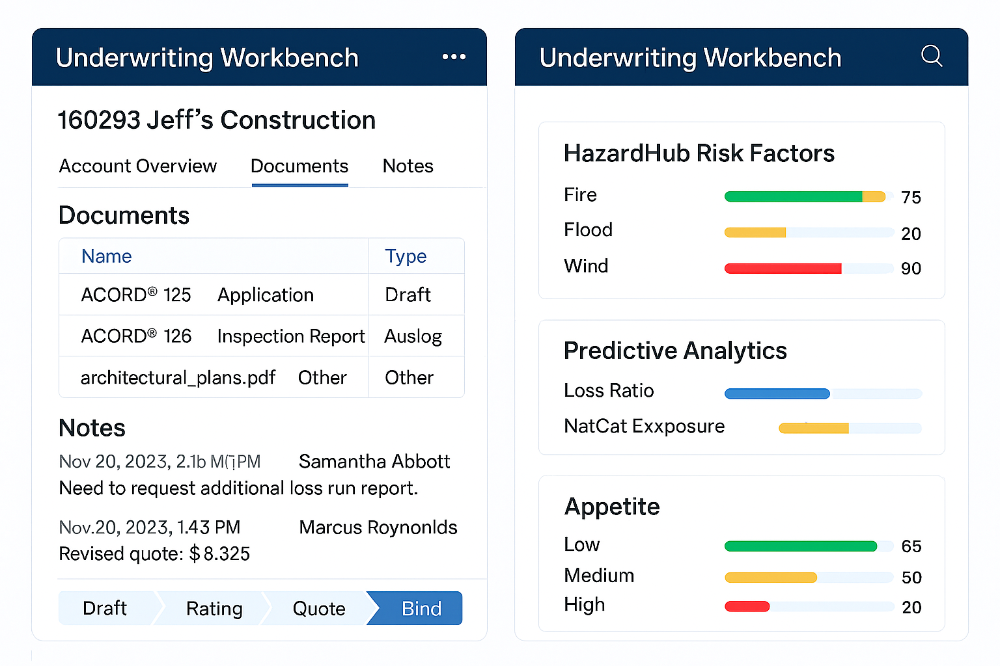 Underwriting Workbench
160293 Jeff's Construction
Account Overview Documents Notes
Documents
Name Type
ACORD® 125 Application Draft
ACORD® 126 Inspection Report Auslog
architectural_plans.pdf Other Other
Notes
Nov 20, 2023, PM Samantha Abbott
Need to request additional loss run report.
Nov.20, 2023, 1.43 PM Marcus Roynonlds
Revised quote: $8.325
Draft Rating Quote Bind
Underwriting Workbench
HazardHub Risk Factors
Fire 75
Flood 20
Wind 90
Predictive Analytics
Loss Ratio
NatCat Exxposure
Appetite
Low 65
Medium 50
High 20